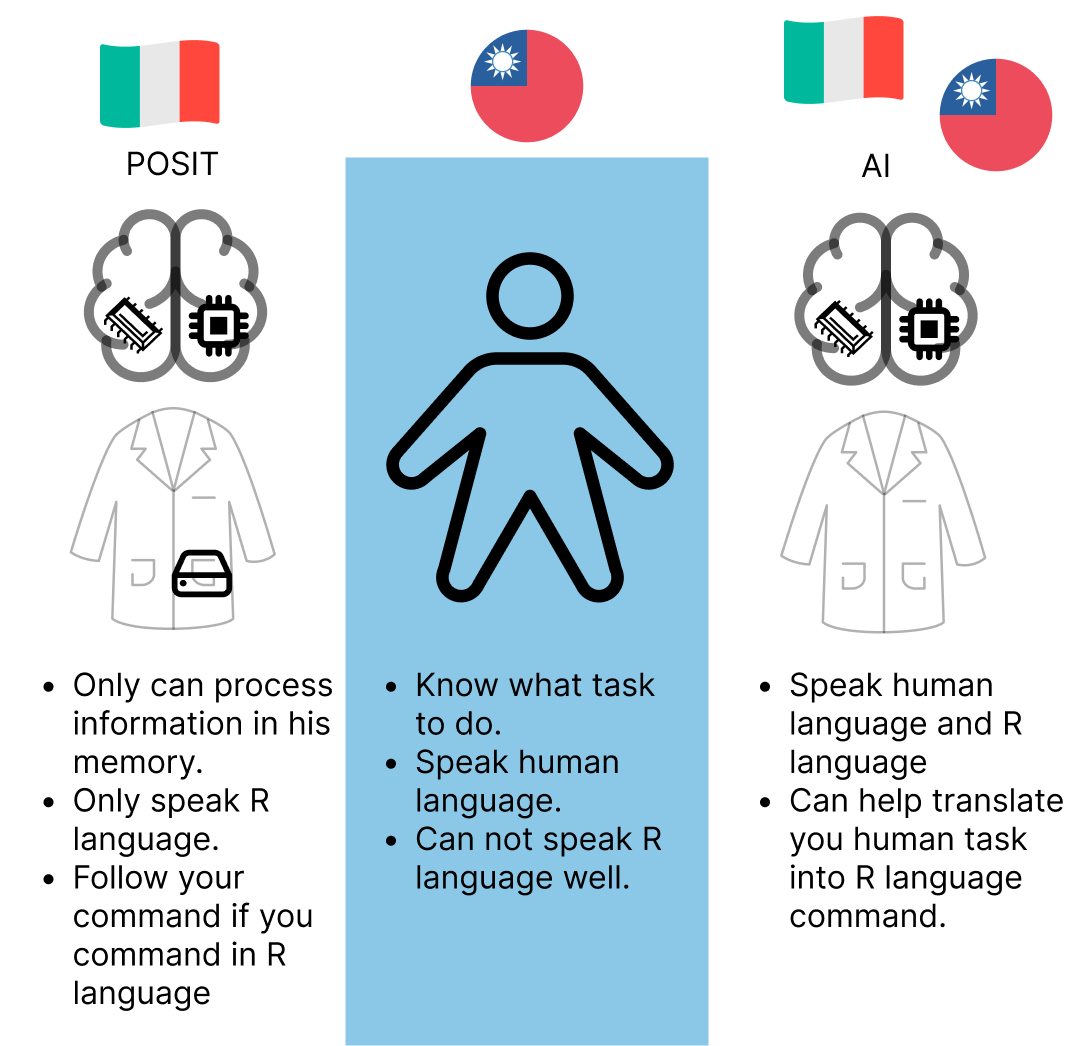 POSIT
AI
• Only can process
information in his
memory.
• Only speak R
language.
• Follow your
command if you
command in R
language
• Know what task
to do.
• Speak human
language.
• Can not speak R
language well.
• Speak human
language and R
language
• Can help translate
you human task
into R language
command.